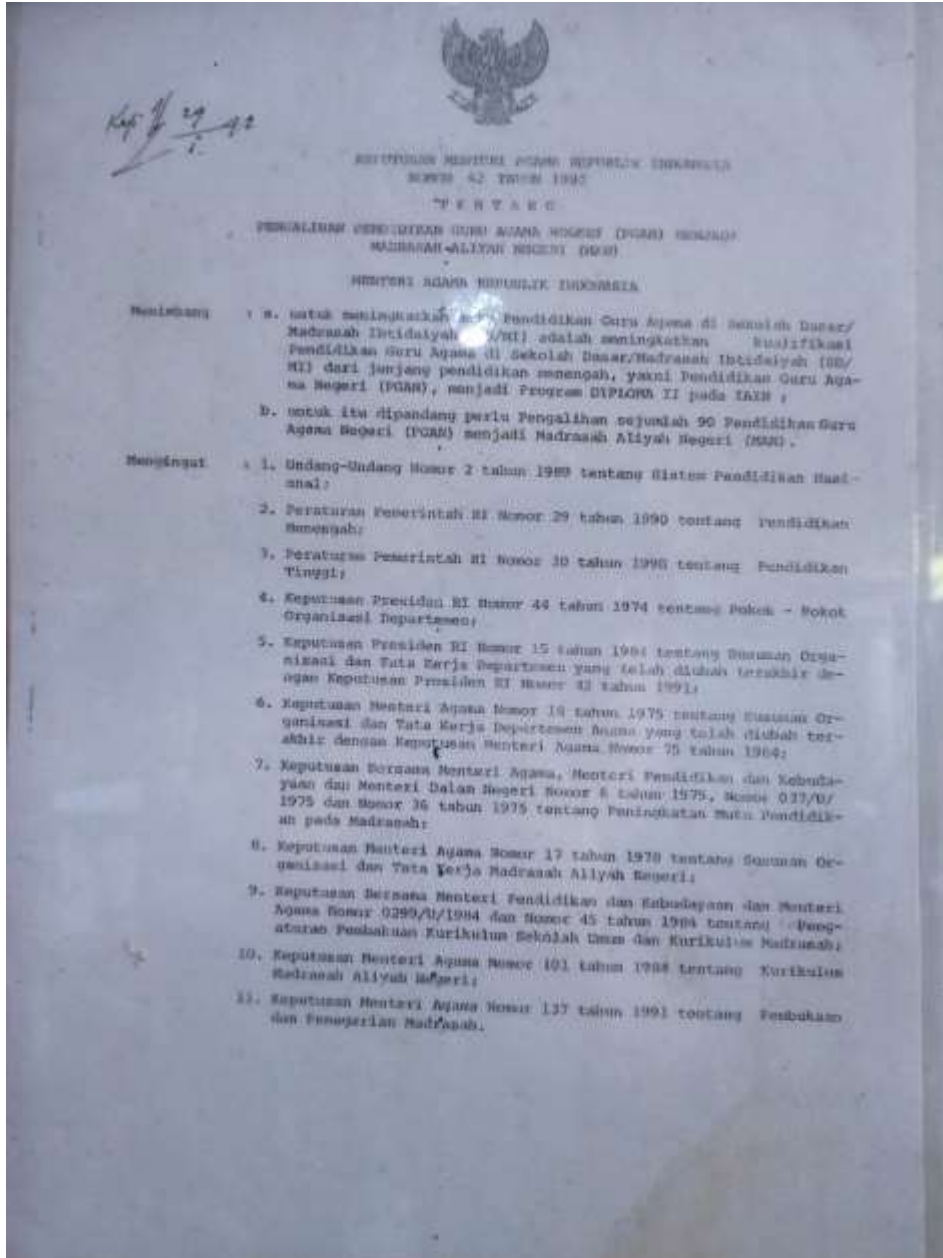 KEPUTUSAN MENTERI AGAMA REPUBLIK INDONESIA
NOMOR 42 TAHUN 1992
TENTANG
PENGALIHAN PENDIDIKAN GURU AGAMA NEGERI (PGAN) MENJADI
MADRASAH ALIYAH NEGERI (MAN)
MENTERI AGAMA REPUBLIK INDONESIA
Menimbang : a. untuk meningkatkan mutu Pendidikan Guru Agama di Sekolah Dasar/
Madrasah Ibtidaiyah (SD/MI) adalah meningkatkan kualifikasi
Pendidikan Guru Agama di Sekolah Dasar/Madrasah Ibtidaiyah (SD/
MI) dari jenjang pendidikan menengah, yakni Pendidikan Guru Aga-
ma Negeri (PGAN), menjadi Program DIPLOMA II pada IAIN ;
b. untuk itu dipandang perlu Pengalihan sejumlah 90 Pendidikan Guru
Agama Negeri (PGAN) menjadi Madrasah Aliyah Negeri (MAN).
Mengingat : 1. Undang-Undang Nomor 2 tahun 1989 tentang Sistem Pendidikan Nasi-
onal;
2. Peraturan Pemerintah RI Nomor 29 tahun 1990 tentang Pendidikan
Menengah;
3. Peraturan Pemerintah RI Nomor 30 tahun 1990 tentang Pendidikan
Tinggi;
4. Keputusan Presiden RI Nomor 44 tahun 1974 tentang Pokok - Pokok
Organisasi Departemen;
5. Keputusan Presiden RI Nomor 15 tahun 1984 tentang Susunan Orga-
nisasi dan Tata Kerja Departemen yang telah diubah terakhir de-
ngan Keputusan Presiden RI Nomor 42 tahun 1991;
6. Keputusan Menteri Agama Nomor 18 tahun 1975 tentang Susunan Or-
ganisasi dan Tata Kerja Departemen Agama yang telah diubah ter-
akhir dengan Keputusan Menteri Agama Nomor 75 tahun 1984;
7. Keputusan Bersama Menteri Agama, Menteri Pendidikan dan Kebuda-
yaan dan Menteri Dalam Negeri Nomor 6 tahun 1975, Nomor 037/U/
1975 dan Nomor 36 tahun 1975 tentang Peningkatan Mutu Pendidik-
an pada Madrasah;
8. Keputusan Menteri Agama Nomor 17 tahun 1978 tentang Susunan Or-
ganisasi dan Tata Kerja Madrasah Aliyah Negeri;
9. Keputusan Bersama Menteri Pendidikan dan Kebudayaan dan Menteri
Agama Nomor 0299/U/1984 dan Nomor 45 tahun 1984 tentang Peng-
aturan Pembakuan Kurikulum Sekolah Umum dan Kurikulum Madrasah;
10. Keputusan Menteri Agama Nomor 101 tahun 1984 tentang Kurikulum
Madrasah Aliyah Negeri;
11. Keputusan Menteri Agama Nomor 137 tahun 1991 tentang Pembukaan
dan Penegerian Madrasah.